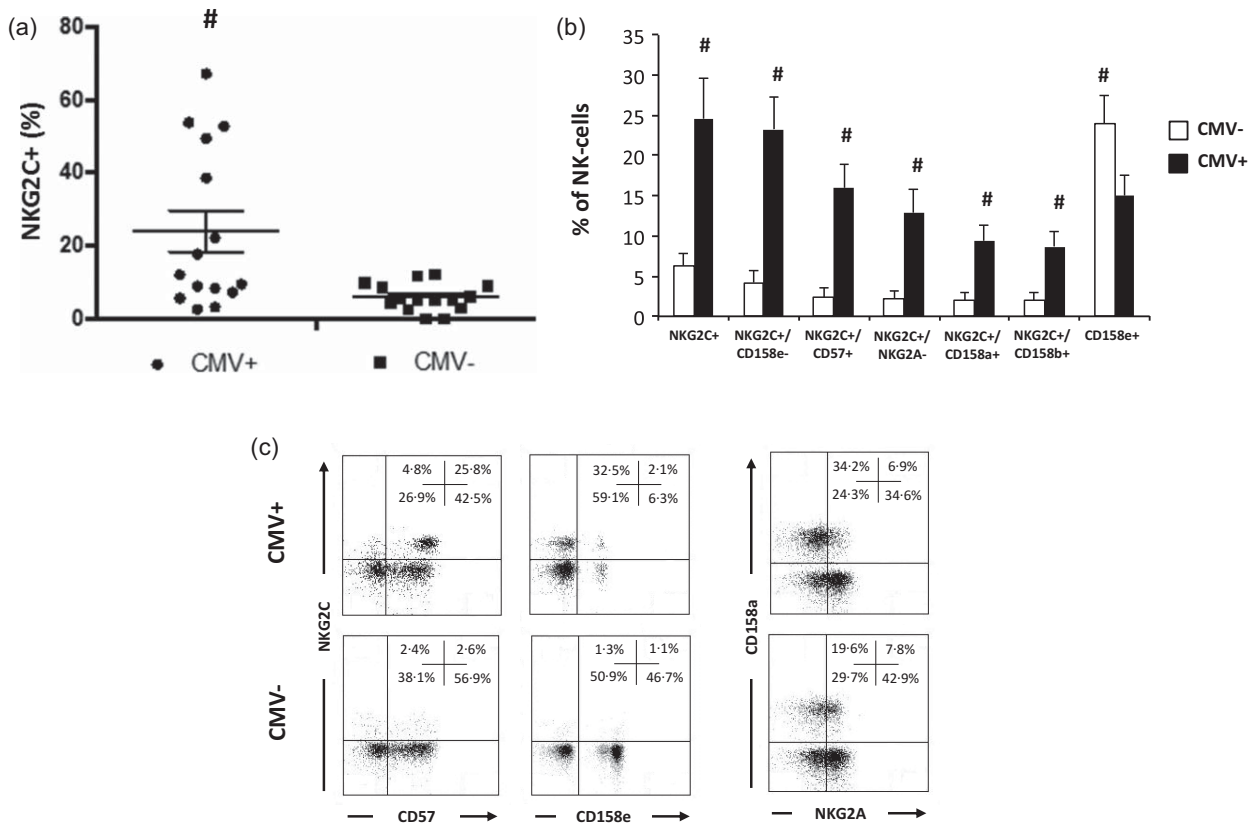 (a)
80
60
40
20
0
NKG2C+ (%)
#
CMV+
CMV-
(b)
35
30
25
20
15
10
5
0
% of NK-cells
#
#
#
#
#
#
#
NKG2C+
NKG2C+/
CD158e-
NKG2C+/
CD57+
NKG2C+/
NKG2A-
NKG2C+/
CD158a+
NKG2C+/
CD158b+
CD158e+
CMV-
CMV+
(c)
CMV+
CMV-
NKG2C
4·8% 25·8%
26·9% 42·5%
32·5% 2·1%
59·1% 6·3%
CD158a
34·2% 6·9%
24·3% 34·6%
2·4% 2·6%
38·1% 56·9%
1·3% 1·1%
50·9% 46·7%
19·6% 7·8%
29·7% 42·9%
CD57
CD158e
NKG2A